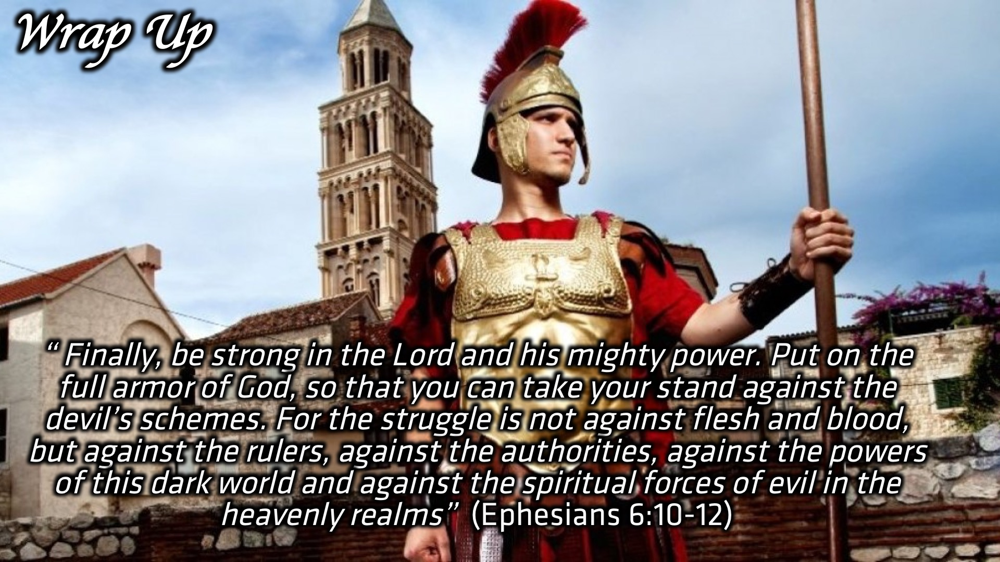 Wrap Up
“ Finally, be strong in the Lord and his mighty power. Put on the
full armor of God, so that you can take your stand against the
devil’s schemes. For the struggle is not against flesh and blood,
but against the rulers, against the authorities, against the powers
of this dark world and against the spiritual forces of evil in the
heavenly realms” (Ephesians 6:10-12)